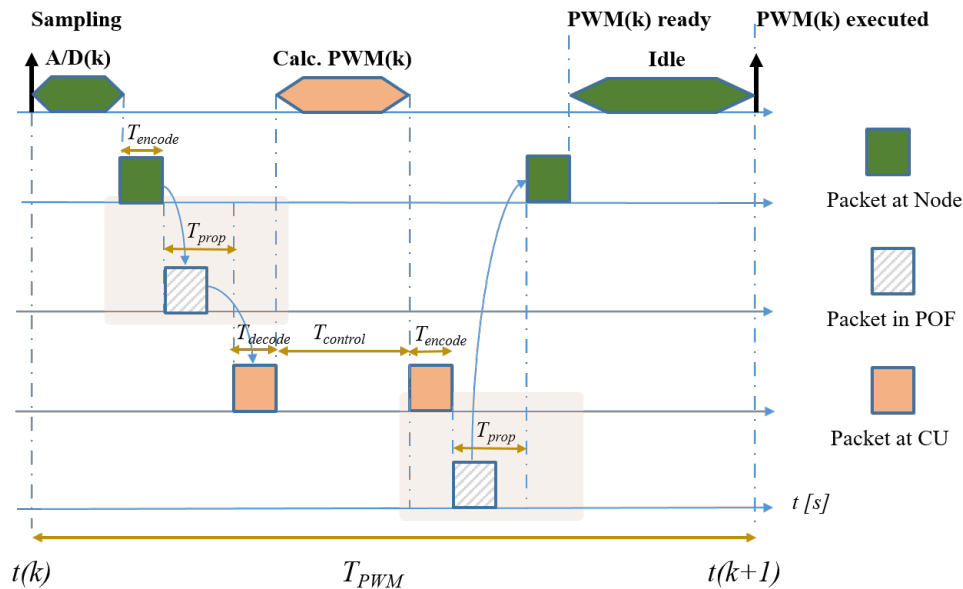 Sampling
PWM(k) ready
PWM(k) executed
A/D(k)
Calc. PWM(k)
Idle
T_encode
Packet at Node
T_prop
Packet in POF
T_decode
T_control
T_encode
Packet at CU
T_prop
t [s]
t(k)
T_PWM
t(k+1)